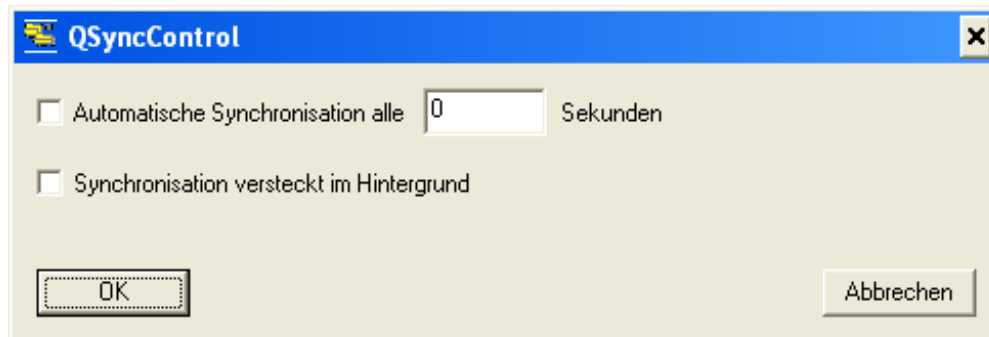 QSyncControl
Automatische Synchronisation alle 0 Sekunden
Synchronisation versteckt im Hintergrund
OK Abbrechen